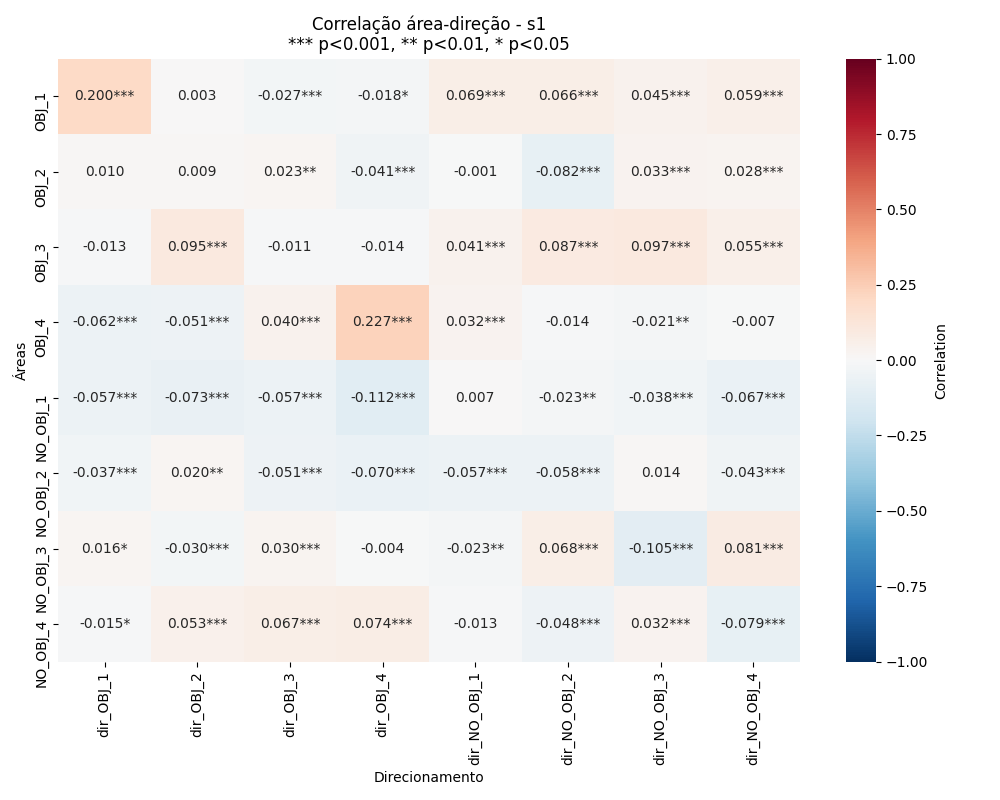 Correlação área-direção - s1
*** p<0.001, ** p<0.01, * p<0.05
OBJ_1 0.200*** 0.003 -0.027*** -0.018* 0.069*** 0.066*** 0.045*** 0.059***
OBJ_2 0.010 0.009 0.023** -0.041*** -0.001 -0.082*** 0.033*** 0.028***
OBJ_3 -0.013 0.095*** -0.011 -0.014 0.041*** 0.087*** 0.097*** 0.055***
OBJ_4 -0.062*** -0.051*** 0.040*** 0.227*** 0.032*** -0.014 -0.021** -0.007
NO_OBJ_1 -0.057*** -0.073*** -0.057*** -0.112*** 0.007 -0.023** -0.038*** -0.067***
NO_OBJ_2 -0.037*** 0.020** -0.051*** -0.070*** -0.057*** -0.058*** 0.014 -0.043***
NO_OBJ_3 0.016* -0.030*** 0.030*** -0.004 -0.023** 0.068*** -0.105*** 0.081***
NO_OBJ_4 -0.015* 0.053*** 0.067*** 0.074*** -0.013 -0.048*** 0.032*** -0.079***
dir_OBJ_1 dir_OBJ_2 dir_OBJ_3 dir_OBJ_4 dir_NO_OBJ_1 dir_NO_OBJ_2 dir_NO_OBJ_3 dir_NO_OBJ_4
Direcionamento
Áreas
1.00
0.75
0.50
0.25
0.00
−0.25
−0.50
−0.75
−1.00
Correlation